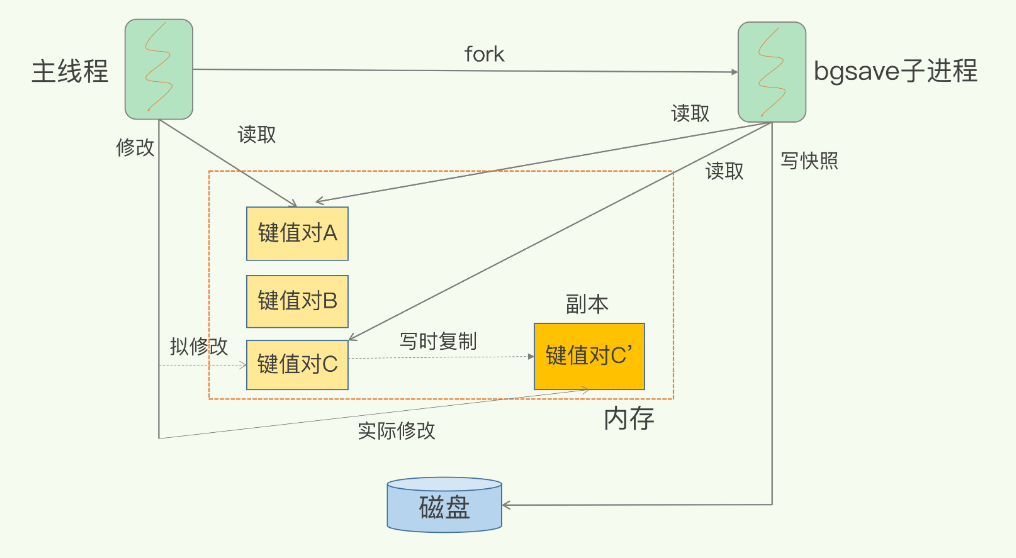 fork
主线程
bgsave子进程
修改
读取
读取
写快照
读取
键值对A
键值对B
副本
拟修改
键值对C
写时复制
键值对C’
内存
实际修改
磁盘